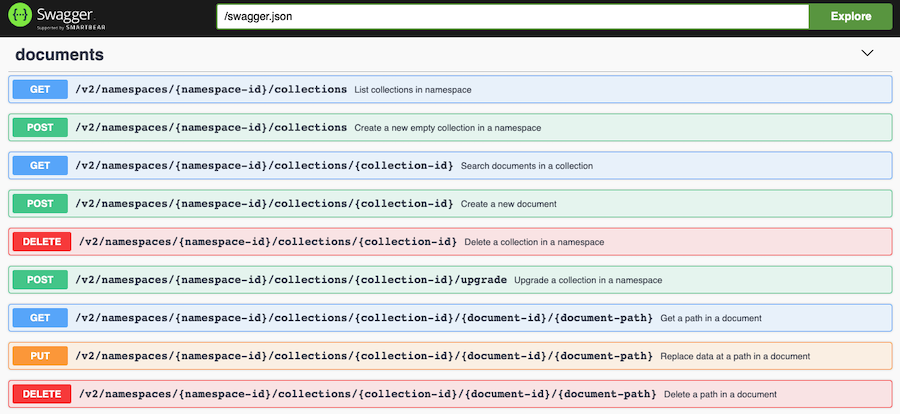 Swagger.
Supported by SMARTBEAR
/swagger.json
Explore
documents
GET /v2/namespaces/{namespace-id}/collections List collections in namespace
POST /v2/namespaces/{namespace-id}/collections Create a new empty collection in a namespace
GET /v2/namespaces/{namespace-id}/collections/{collection-id} Search documents in a collection
POST /v2/namespaces/{namespace-id}/collections/{collection-id} Create a new document
DELETE /v2/namespaces/{namespace-id}/collections/{collection-id} Delete a collection in a namespace
POST /v2/namespaces/{namespace-id}/collections/{collection-id}/upgrade Upgrade a collection in a namespace
GET /v2/namespaces/{namespace-id}/collections/{collection-id}/{document-id}/{document-path} Get a path in a document
PUT /v2/namespaces/{namespace-id}/collections/{collection-id}/{document-id}/{document-path} Replace data at a path in a document
DELETE /v2/namespaces/{namespace-id}/collections/{collection-id}/{document-id}/{document-path} Delete a path in a document